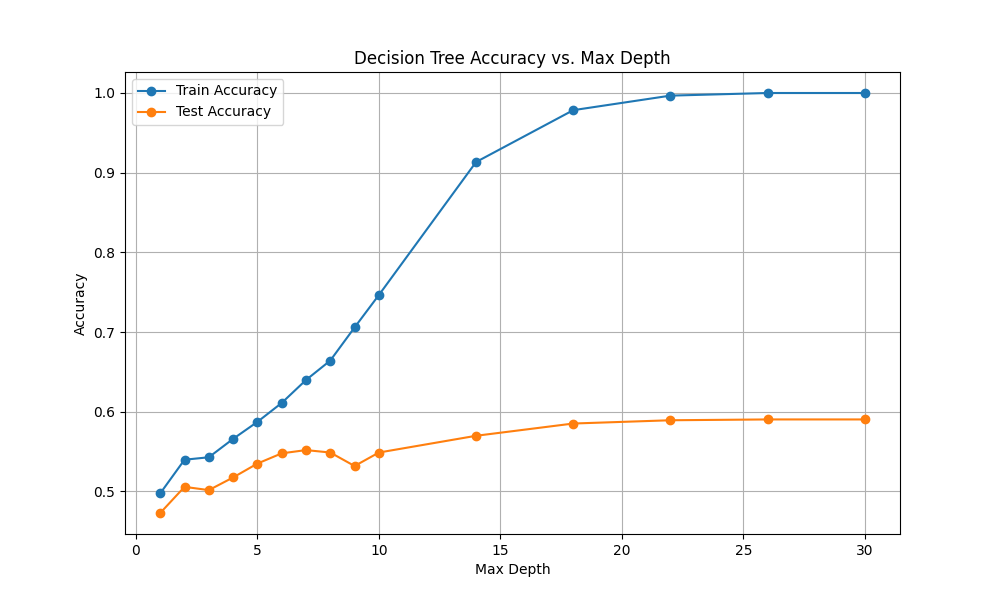 Decision Tree Accuracy vs. Max Depth
Train Accuracy
Test Accuracy
1.0
0.9
0.8
0.7
0.6
0.5
Accuracy
0 5 10 15 20 25 30
Max Depth